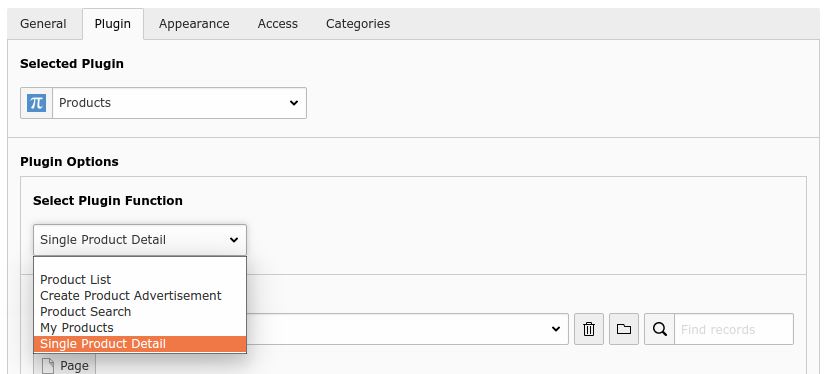 General Plugin Appearance Access Categories
Selected Plugin
π Products
Plugin Options
Select Plugin Function
Single Product Detail
Product List
Create Product Advertisement
Product Search
My Products
Single Product Detail
Find records
Page